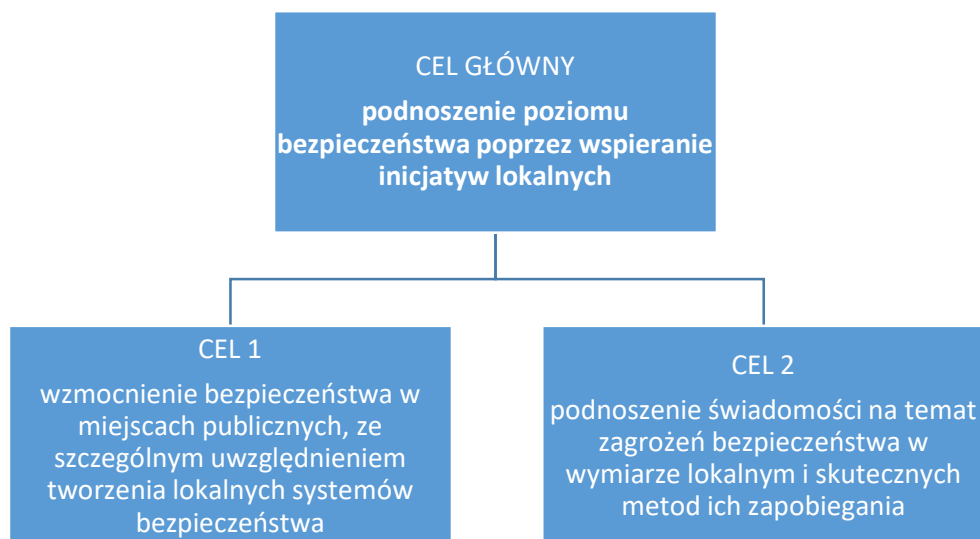 CEL GŁÓWNY
podnoszenie poziomu
bezpieczeństwa poprzez wspieranie
inicjatyw lokalnych
CEL 1
wzmocnienie bezpieczeństwa w
miejscach publicznych, ze
szczególnym uwzględnieniem
tworzenia lokalnych systemów
bezpieczeństwa
CEL 2
podnoszenie świadomości na temat
zagrożeń bezpieczeństwa w
wymiarze lokalnym i skutecznych
metod ich zapobiegania